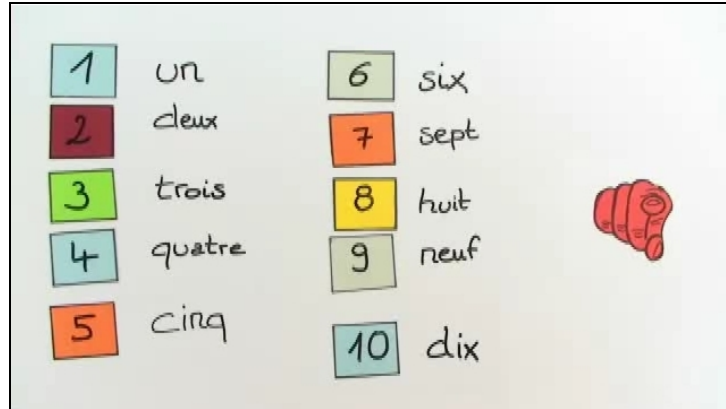 1 un
2 deux
3 trois
4 quatre
5 cinq
6 six
7 sept
8 huit
9 neuf
10 dix